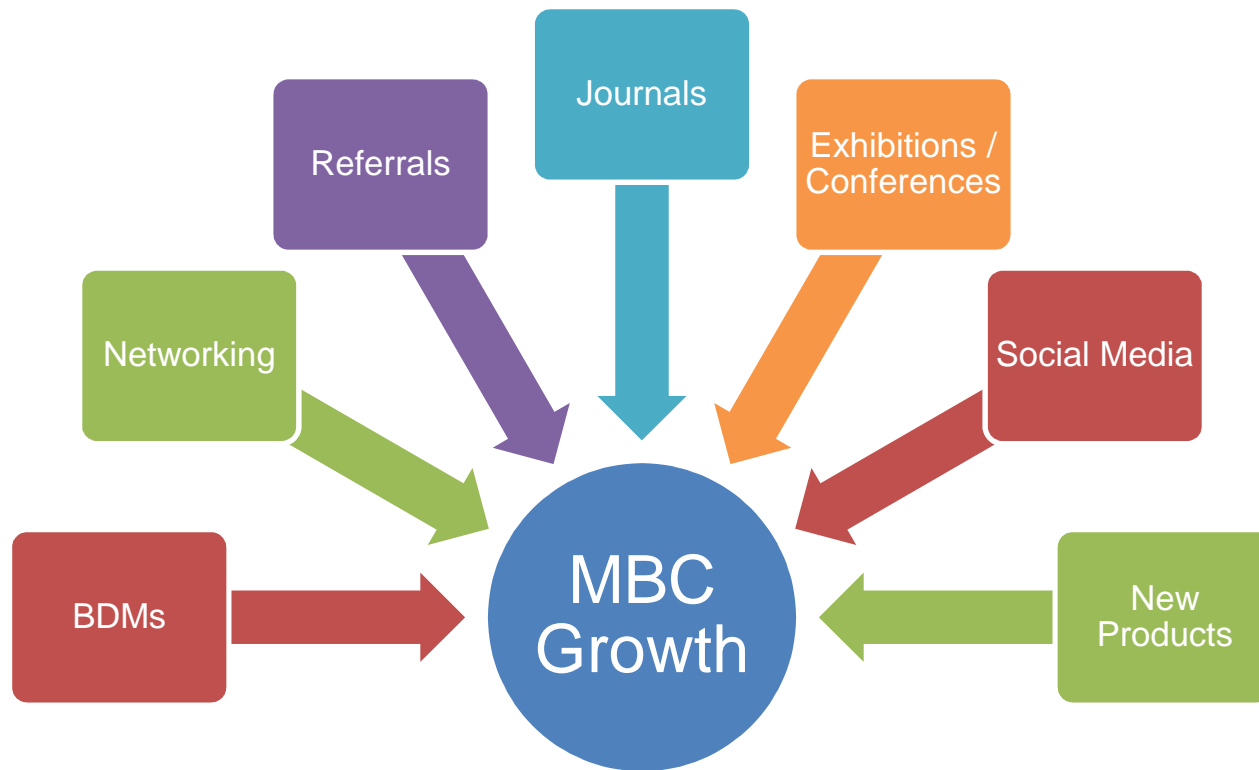 Journals
Referrals
Exhibitions /
Conferences
Networking
Social Media
BDMs
MBC
Growth
New
Products